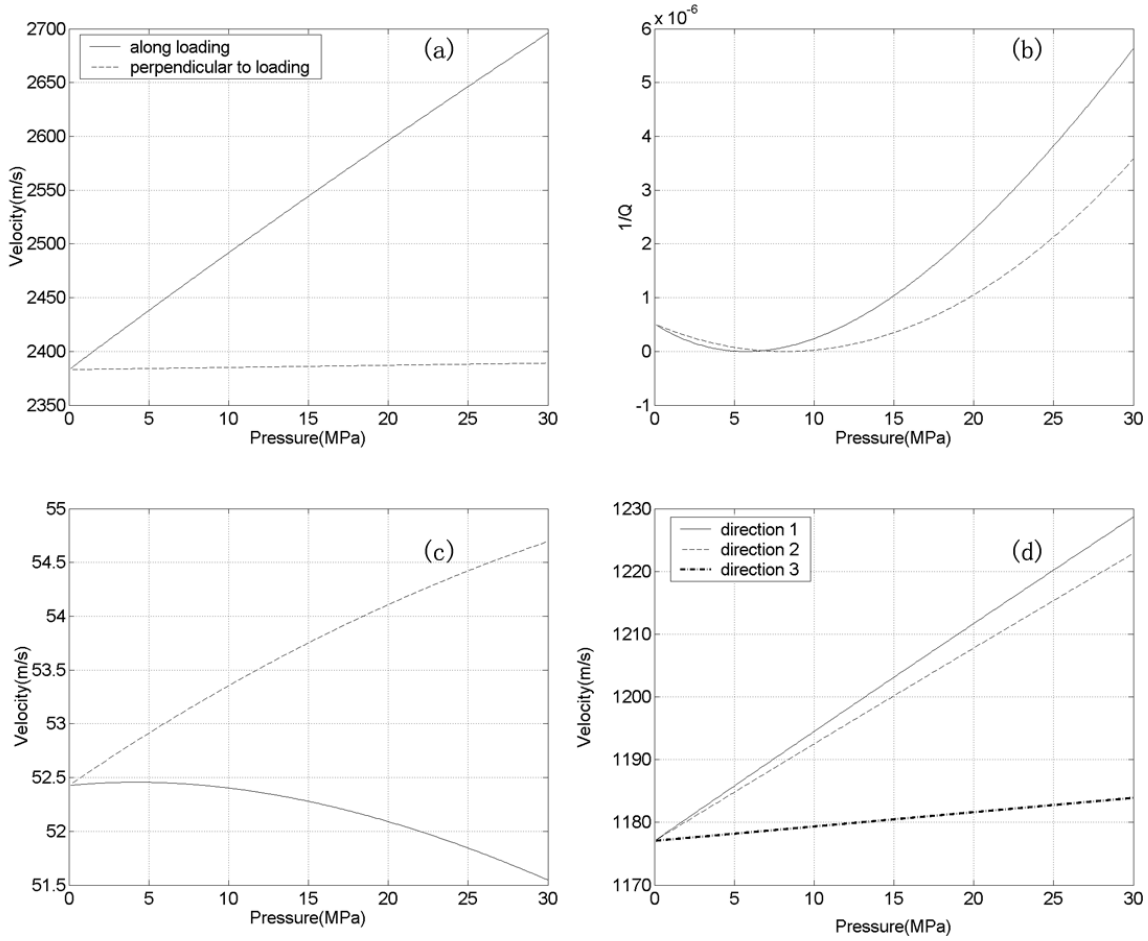 (a)
along loading
perpendicular to loading
2700
2650
2600
2550
2500
2450
2400
2350
Velocity(m/s)
0 5 10 15 20 25 30
Pressure(MPa)
6 x 10^-6
(b)
5
4
3
2
1
0
-1
1/Q
0 5 10 15 20 25 30
Pressure(MPa)
55
(c)
54.5
54
53.5
53
52.5
52
51.5
Velocity(m/s)
0 5 10 15 20 25 30
Pressure(MPa)
1230
direction 1
direction 2
direction 3
(d)
1220
1210
1200
1190
1180
1170
Velocity(m/s)
0 5 10 15 20 25 30
Pressure(MPa)